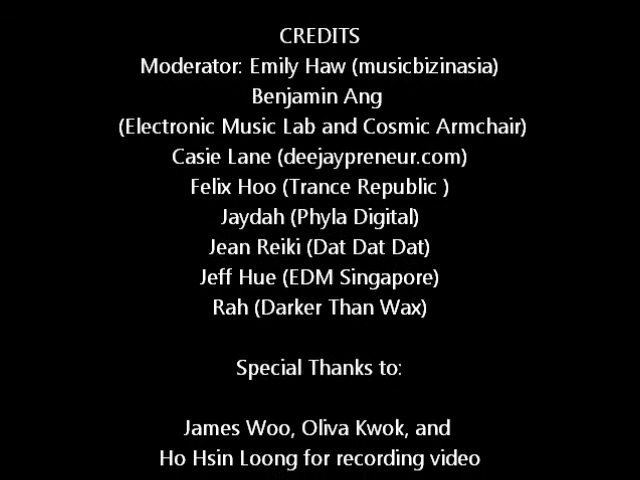 CREDITS
Moderator: Emily Haw (musicbizinasia)
Benjamin Ang
(Electronic Music Lab and Cosmic Armchair)
Casie Lane (deejaypreneur.com)
Felix Hoo (Trance Republic )
Jaydah (Phyla Digital)
Jean Reiki (Dat Dat Dat)
Jeff Hue (EDM Singapore)
Rah (Darker Than Wax)
Special Thanks to:
James Woo, Oliva Kwok, and
Ho Hsin Loong for recording video